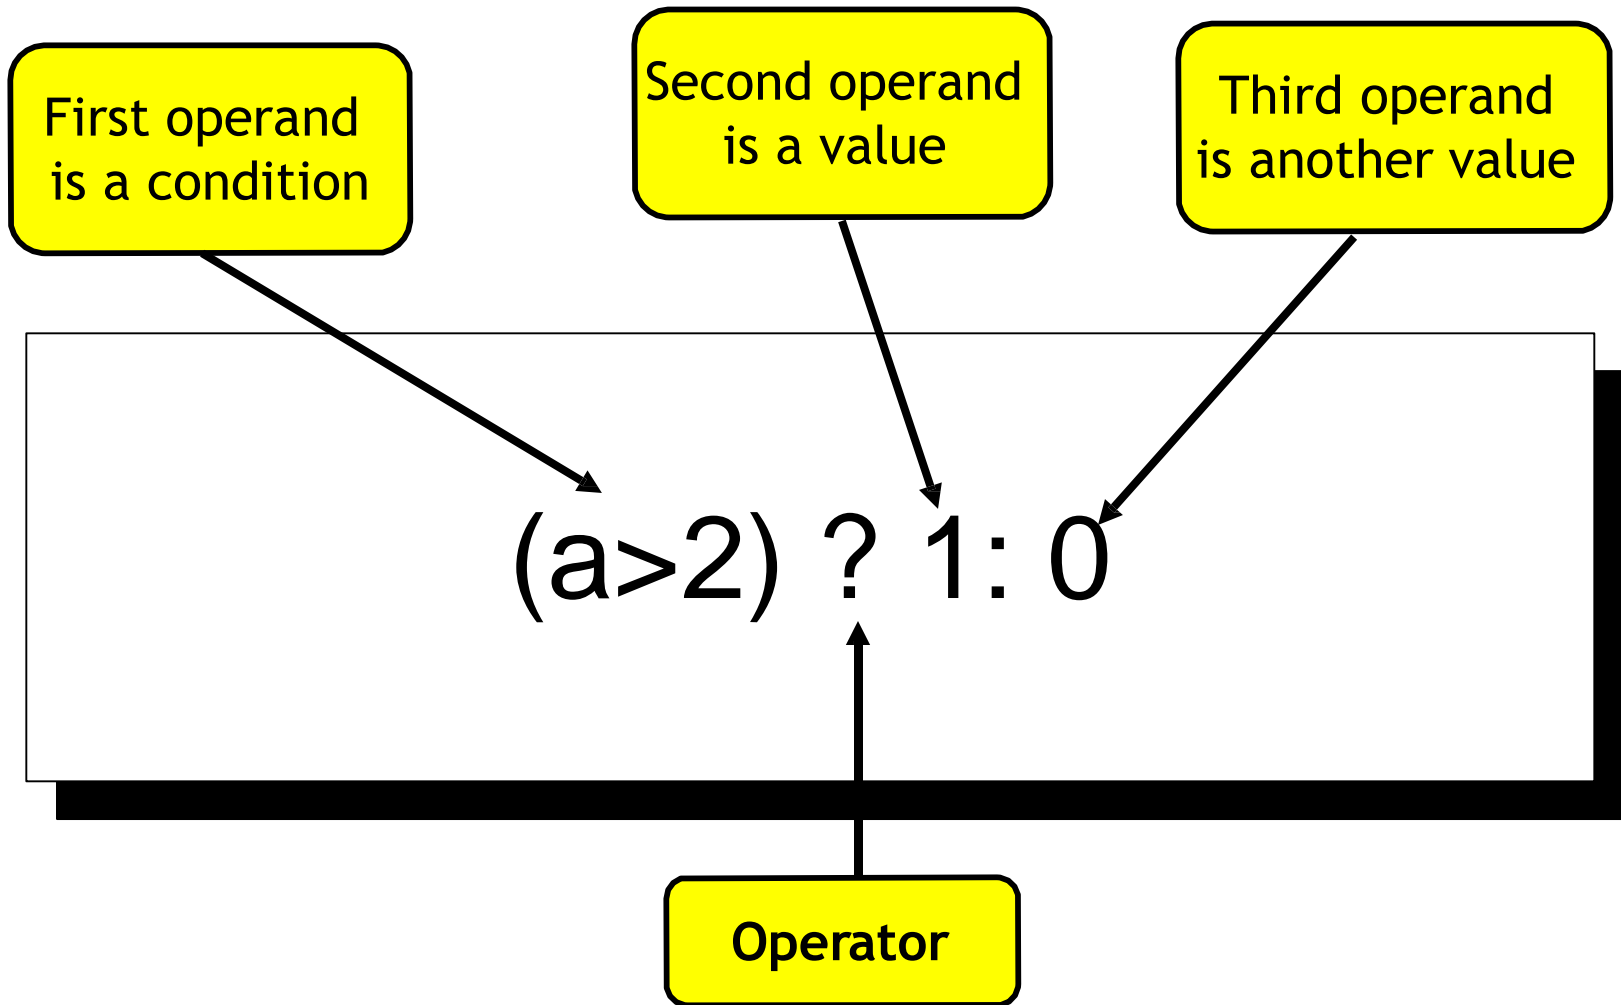 First operand
is a condition
Second operand
is a value
Third operand
is another value
(a>2) ? 1: 0
Operator